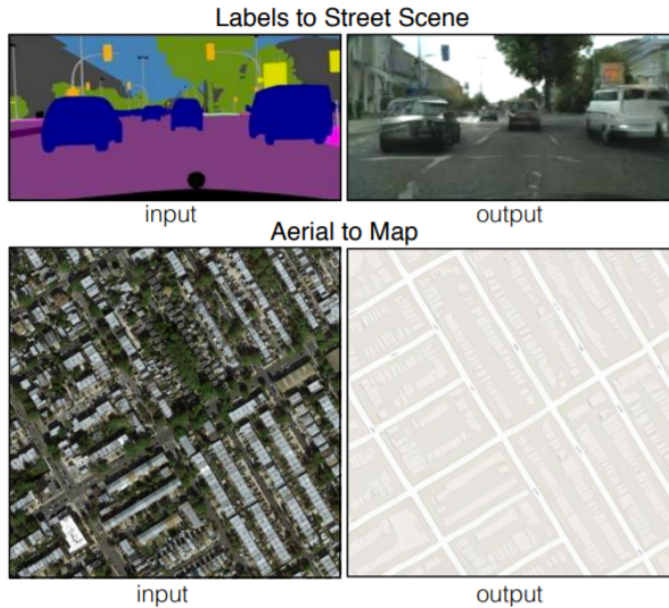 Labels to Street Scene
input
output
Aerial to Map
input
output